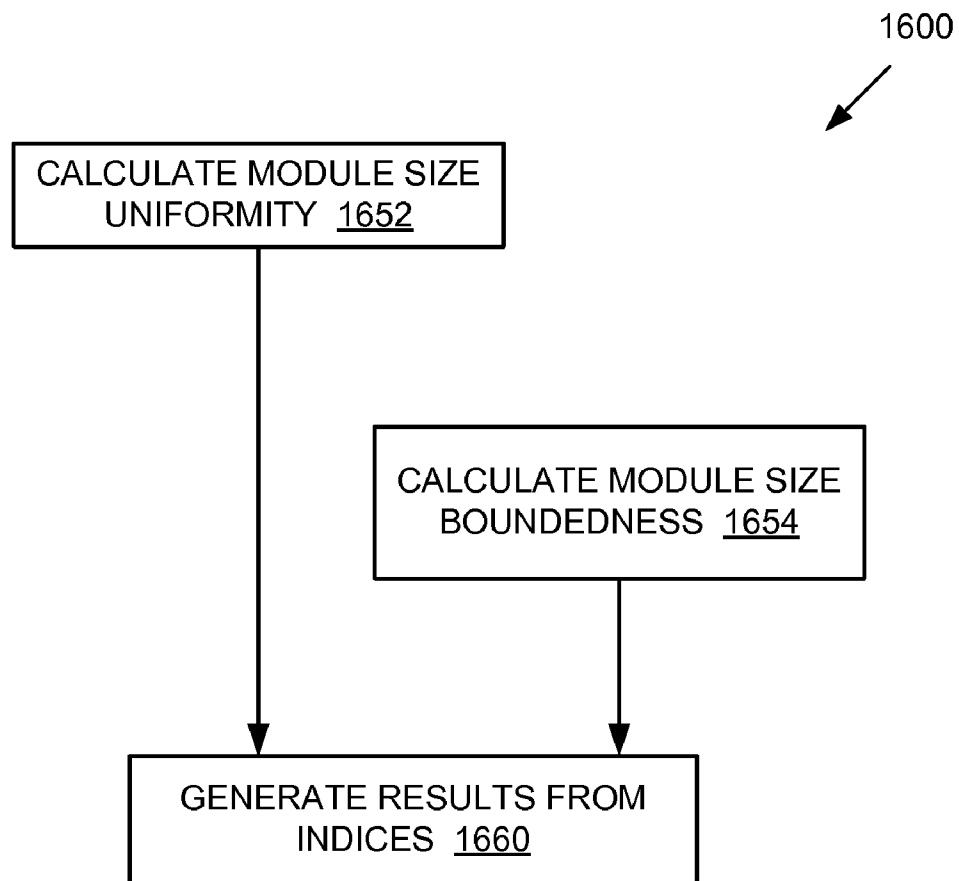 1600
CALCULATE MODULE SIZE
UNIFORMITY 1652
CALCULATE MODULE SIZE
BOUNDEDNESS 1654
GENERATE RESULTS FROM
INDICES 1660